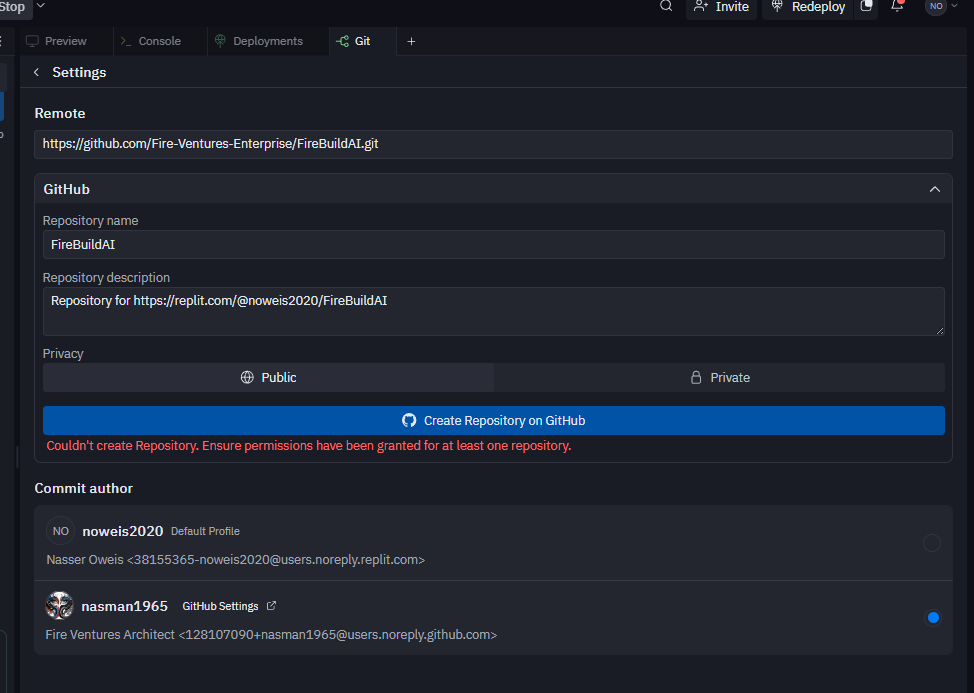 Stop
Invite
Redeploy
NO
Preview
>_ Console
Deployments
Git
+
Settings
Remote
https://github.com/Fire-Ventures-Enterprise/FireBuildAI.git
GitHub
Repository name
FireBuildAI
Repository description
Repository for https://replit.com/@noweis2020/FireBuildAI
Privacy
Public
Private
Create Repository on GitHub
Couldn't create Repository. Ensure permissions have been granted for at least one repository.
Commit author
NO noweis2020 Default Profile
Nasser Oweis <38155365-noweis2020@users.noreply.replit.com>
nasman1965 GitHub Settings
Fire Ventures Architect <128107090+nasman1965@users.noreply.github.com>